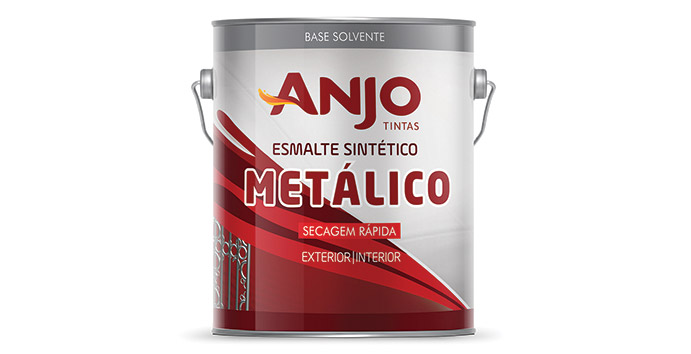 BASE SOLVENTE
ANJO
TINTAS
ESMALTE SINTÉTICO
METÁLICO
SECAGEM RÁPIDA
EXTERIOR|INTERIOR